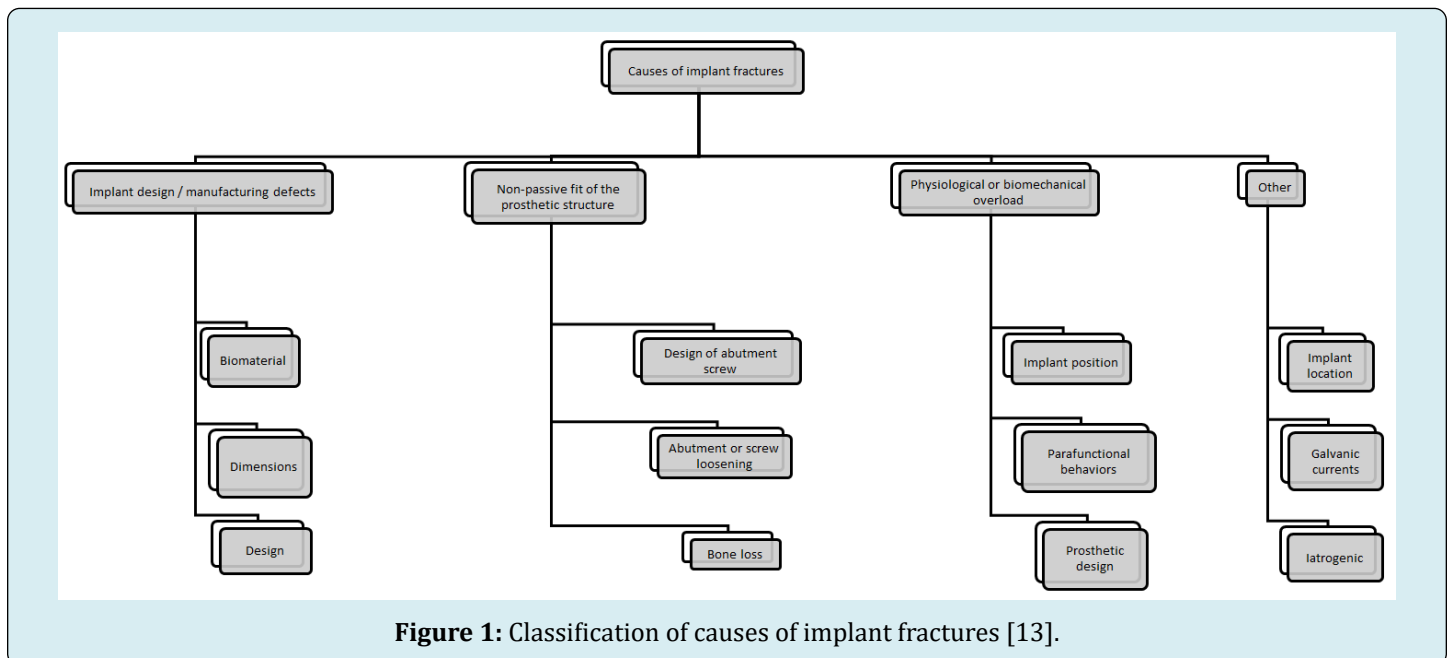 Causes of implant fractures
Implant design / manufacturing defects
Non-passive fit of the
prosthetic structure
Physiological or biomechanical
overload
Other
Biomaterial
Dimensions
Design
Design of abutment
screw
Abutment or screw
loosening
Bone loss
Implant position
Parafunctional
behaviors
Prosthetic
design
Implant
location
Galvanic
currents
Iatrogenic
Figure 1: Classification of causes of implant fractures [13].